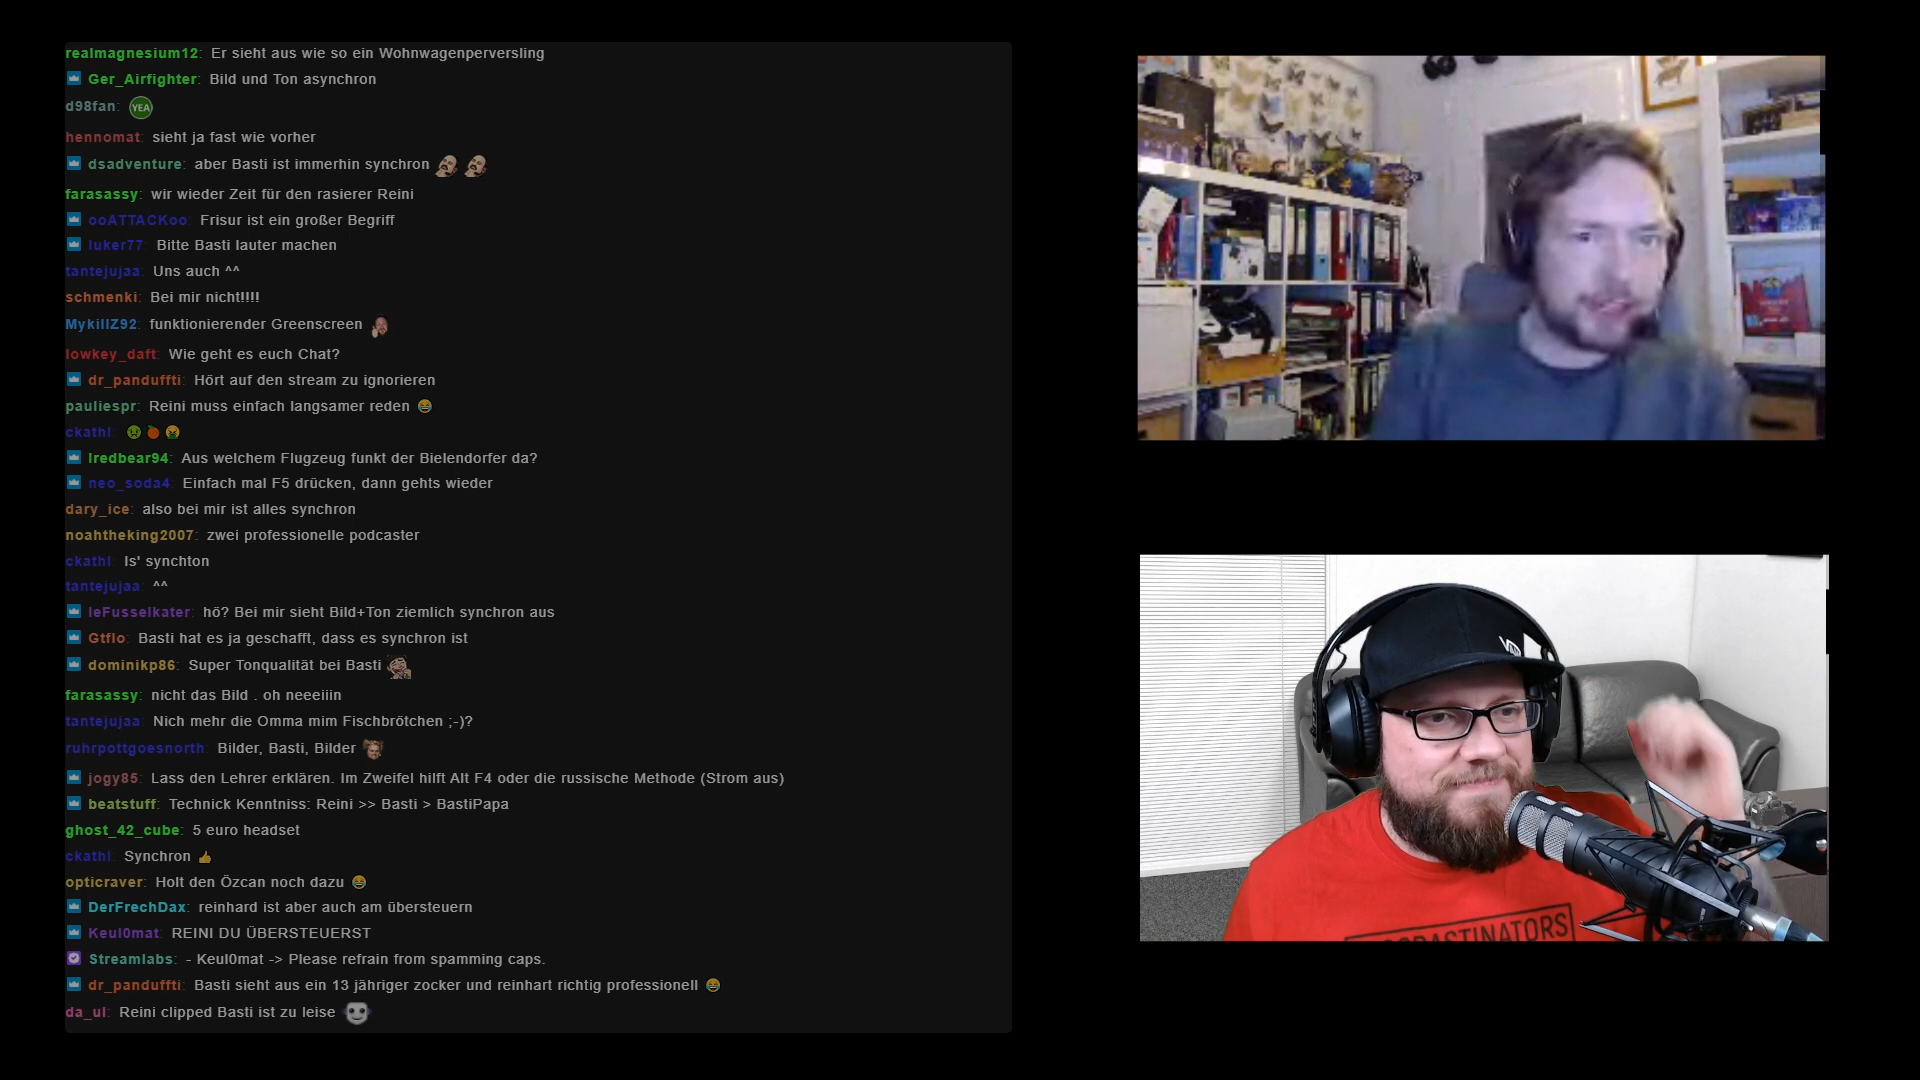 realmagnesium12: Er sieht aus wie so ein Wohnwagenperversling
Ger_Airfighter: Bild und Ton asynchron
d98fan: YEA
hennomat: sieht ja fast wie vorher
dsadventure: aber Basti ist immerhin synchron
farasassy: wir wieder Zeit für den rasierer Reini
ooATTACKoo: Frisur ist ein großer Begriff
luker77: Bitte Basti lauter machen
tantejujaa: Uns auch ^^
schmenki: Bei mir nicht!!!!
MykillZ92: funktionierender Greenscreen
lowkey_daft: Wie geht es euch Chat?
dr_panduffti: Hört auf den stream zu ignorieren
pauliespr: Reini muss einfach langsamer reden 😂
ckathl: 🤢 🍊 🤮
Iredbear94: Aus welchem Flugzeug funkt der Bielendorfer da?
neo_soda4: Einfach mal F5 drücken, dann gehts wieder
dary_ice: also bei mir ist alles synchron
noahtheking2007: zwei professionelle podcaster
ckathl: Is' synchton
tantejujaa: ^^
leFusselkater: hö? Bei mir sieht Bild+Ton ziemlich synchron aus
Gtflo: Basti hat es ja geschafft, dass es synchron ist
dominikp86: Super Tonqualität bei Basti
farasassy: nicht das Bild . oh neeeiiin
tantejujaa: Nich mehr die Omma mim Fischbrötchen ;-)?
ruhrpottgoesnorth: Bilder, Basti, Bilder
jogy85: Lass den Lehrer erklären. Im Zweifel hilft Alt F4 oder die russische Methode (Strom aus)
beatstuff: Technick Kenntniss: Reini >> Basti > BastiPapa
ghost_42_cube: 5 euro headset
ckathl: Synchron 👍
opticraver: Holt den Özcan noch dazu 😂
DerFrechDax: reinhard ist aber auch am übersteuern
Keul0mat: REINI DU ÜBERSTEUERST
Streamlabs: - Keul0mat -> Please refrain from spamming caps.
dr_panduffti: Basti sieht aus ein 13 jähriger zocker und reinhart richtig professionell 😂
da_ul: Reini clipped Basti ist zu leise